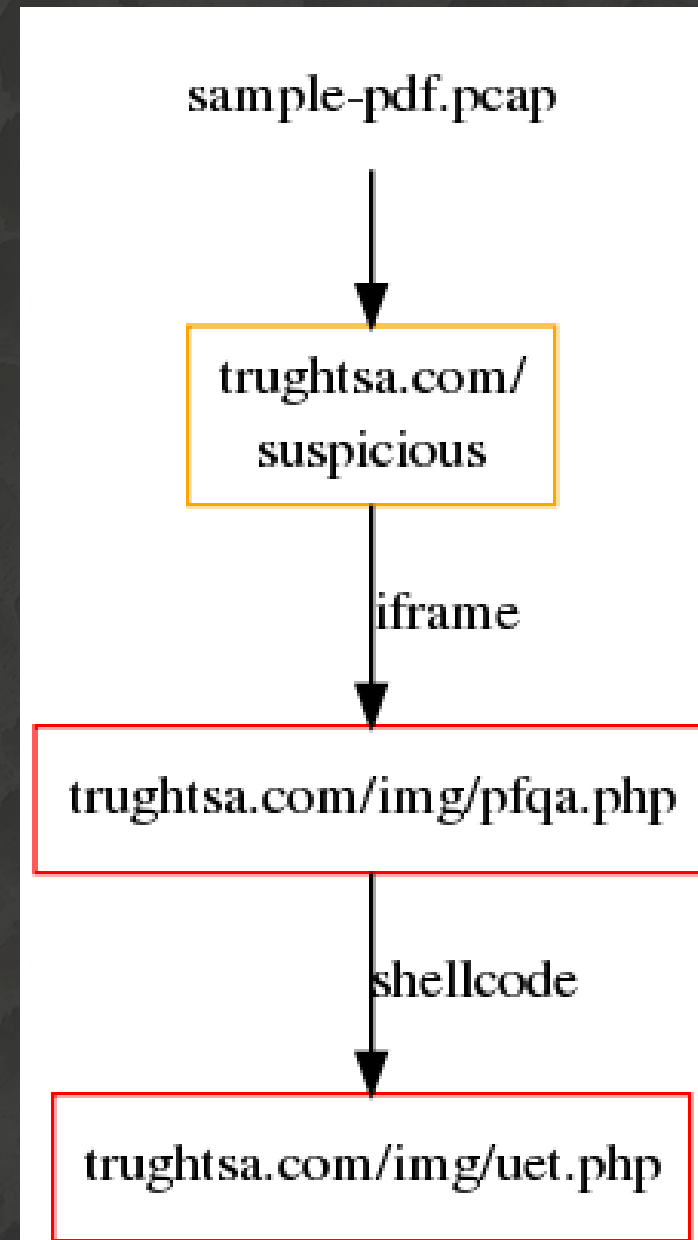 sample-pdf.pcap
trughtsa.com/
suspicious
iframe
trughtsa.com/img/pfqa.php
shellcode
trughtsa.com/img/uet.php